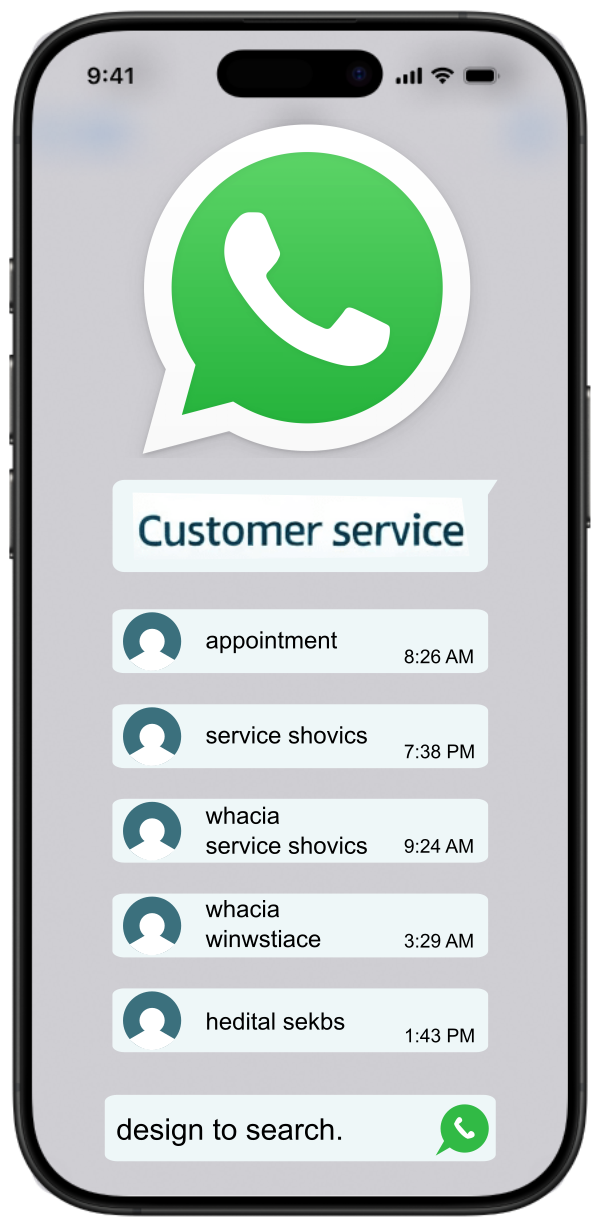 9:41
Customer service
appointment
8:26 AM
service shovics
7:38 PM
whacia
service shovics
9:24 AM
whacia
winwstiace
3:29 AM
hedital sekbs
1:43 PM
design to search.